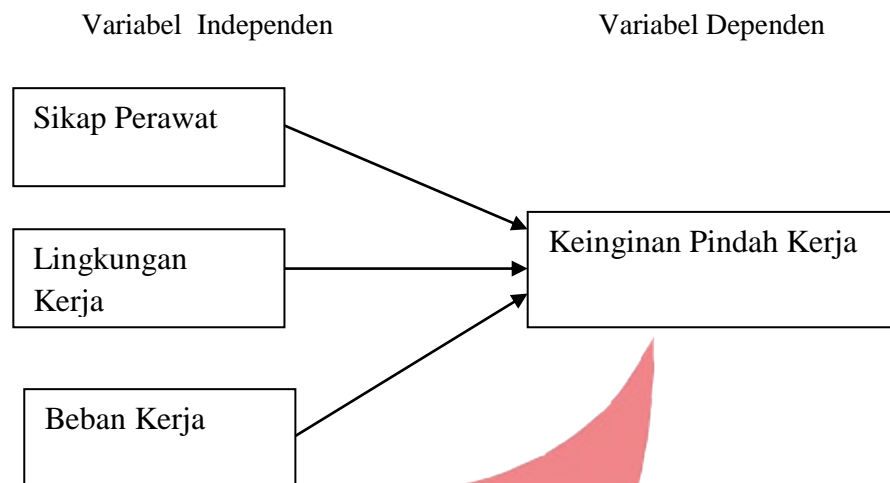 Variabel Independen
Variabel Dependen
Sikap Perawat
Keinginan Pindah Kerja
Lingkungan
Kerja
Beban Kerja